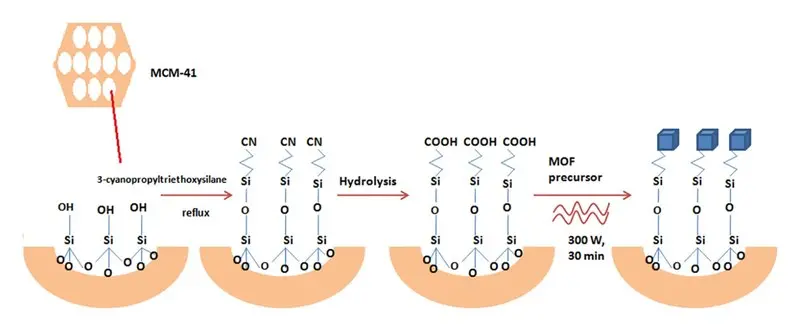 MCM-41
3-cyanopropyltriethoxysilane
reflux
OH OH OH
Si Si Si
O O O O O O
CN CN CN
Si Si Si
O O O
Si Si Si
O O O O O O
Hydrolysis
COOH COOH COOH
Si Si Si
O O O
Si Si Si
O O O O O O
MOF
precursor
300 W,
30 min
Si Si Si
O O O
Si Si Si
O O O O O O